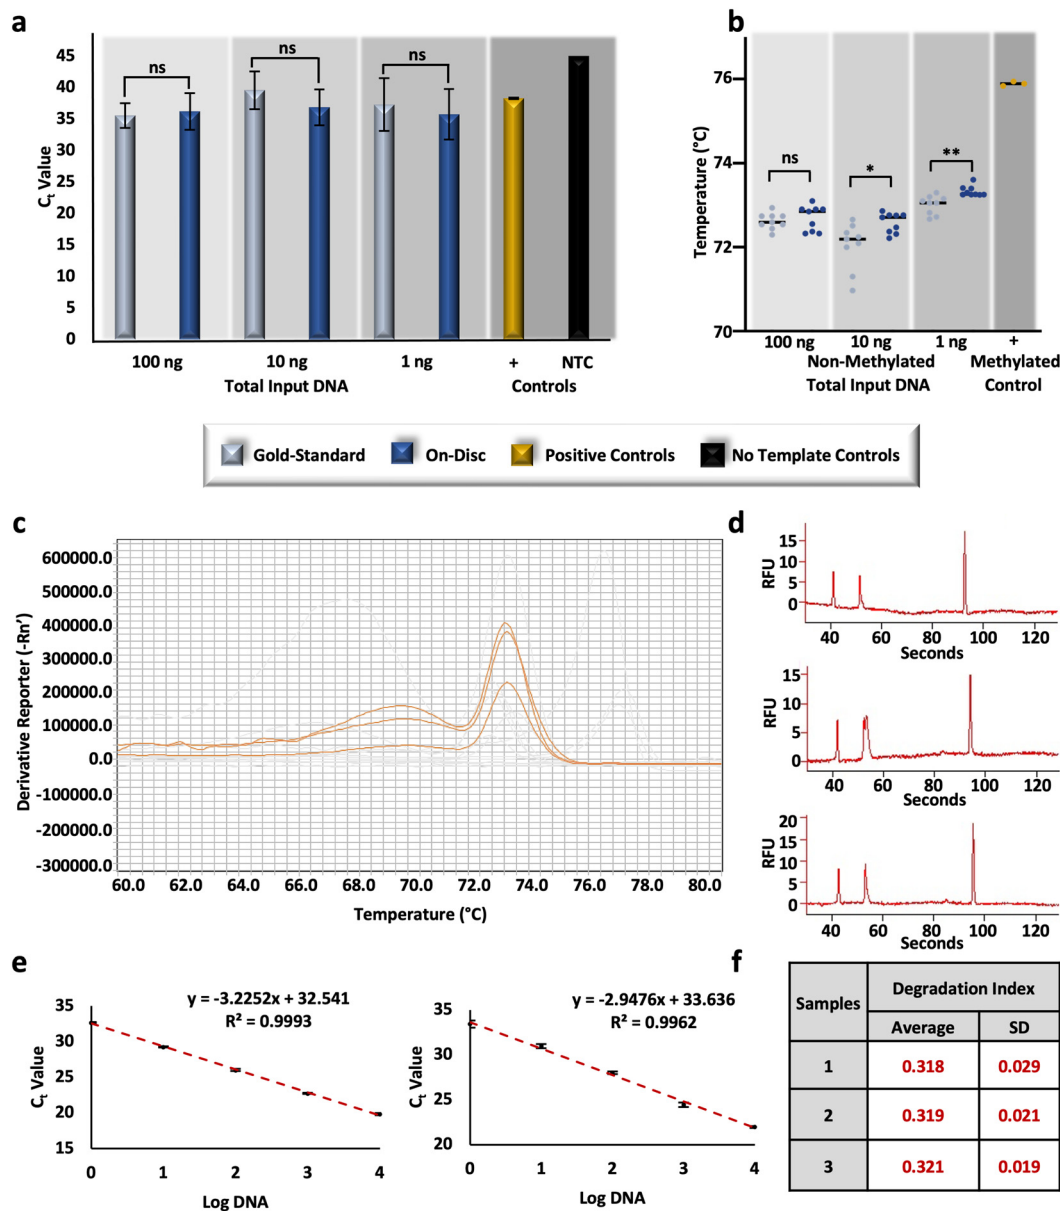 a
45
40
35
30
25
20
15
10
5
0
Ct Value
ns
ns
ns
100 ng 10 ng 1 ng + NTC
Total Input DNA Controls
b
76
74
72
70
Temperature (°C)
ns
*
**
100 ng 10 ng 1 ng +
Non-Methylated Methylated
Total Input DNA Control
Gold-Standard On-Disc Positive Controls No Template Controls
c
600000.0
500000.0
400000.0
300000.0
200000.0
100000.0
0.0
-100000.0
-200000.0
-300000.0
Derivative Reporter (-Rn’)
60.0 62.0 64.0 66.0 68.0 70.0 72.0 74.0 76.0 78.0 80.0
Temperature (°C)
d
15
10
5
0
RFU
40 60 80 100 120
Seconds
15
10
5
0
RFU
40 60 80 100 120
Seconds
20
15
10
5
0
RFU
40 60 80 100 120
Seconds
e
y = -3.2252x + 32.541
R² = 0.9993
35
30
25
20
15
Ct Value
0 1 2 3 4
Log DNA
y = -2.9476x + 33.636
R² = 0.9962
35
30
25
20
Ct Value
0 1 2 3 4
Log DNA
f
Samples Degradation Index
Average SD
1 0.318 0.029
2 0.319 0.021
3 0.321 0.019